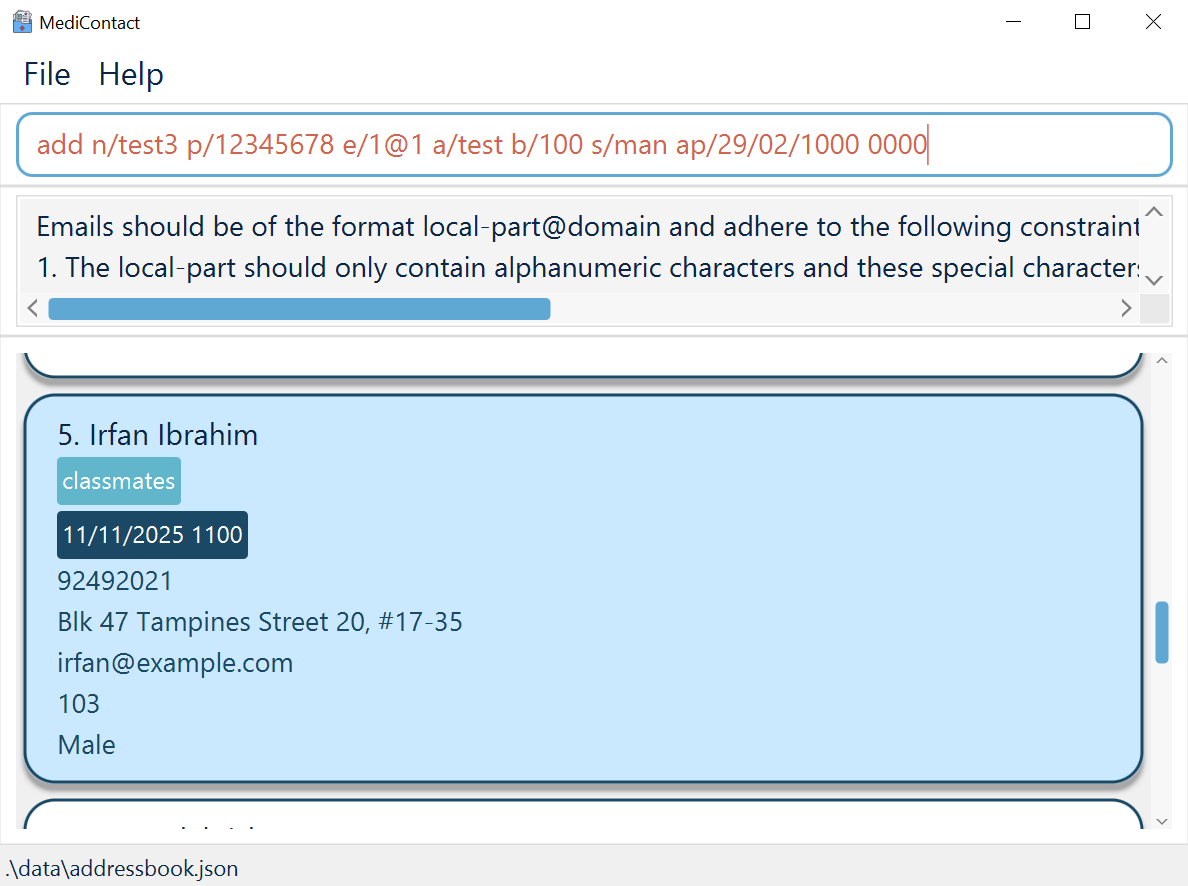 MediContact
File Help
add n/test3 p/12345678 e/1@1 a/test b/100 s/man ap/29/02/1000 0000
Emails should be of the format local-part@domain and adhere to the following constraint
1. The local-part should only contain alphanumeric characters and these special characters
5. Irfan Ibrahim
classmates
11/11/2025 1100
92492021
Blk 47 Tampines Street 20, #17-35
irfan@example.com
103
Male
.\data\addressbook.json